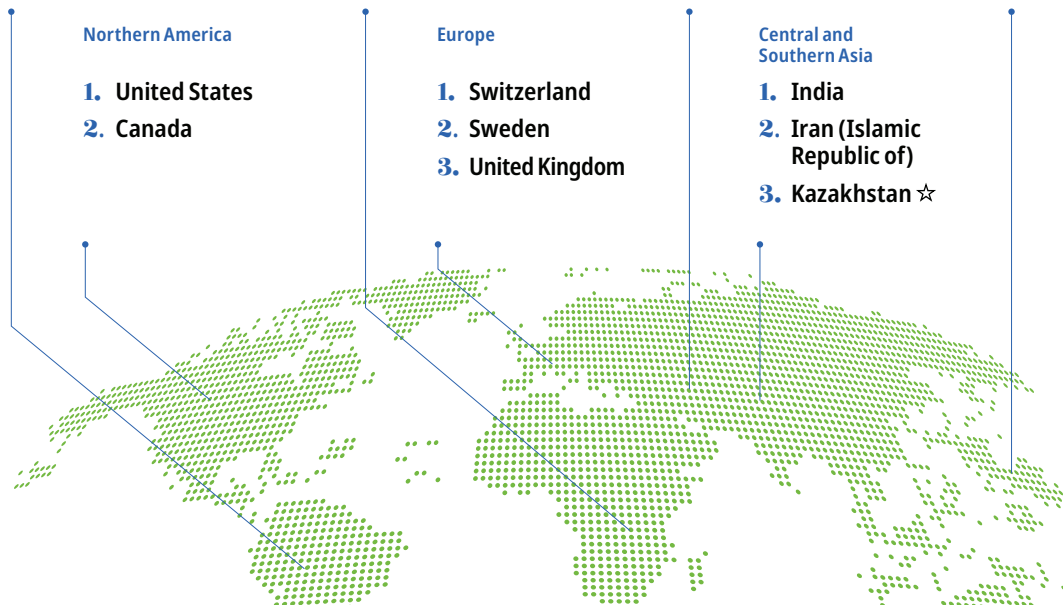 Northern America
1. United States
2. Canada
Europe
1. Switzerland
2. Sweden
3. United Kingdom
Central and
Southern Asia
1. India
2. Iran (Islamic
Republic of)
3. Kazakhstan ☆